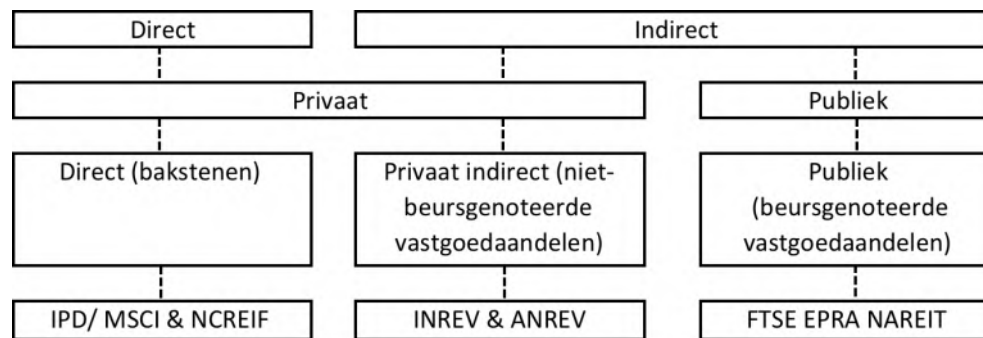 Direct
Indirect
Privaat
Publiek
Direct (bakstenen)
Privaat indirect (niet-
beursgenoteerde
vastgoedaandelen)
Publiek
(beursgenoteerde
vastgoedaandelen)
IPD/ MSCI & NCREIF
INREV & ANREV
FTSE EPRA NAREIT